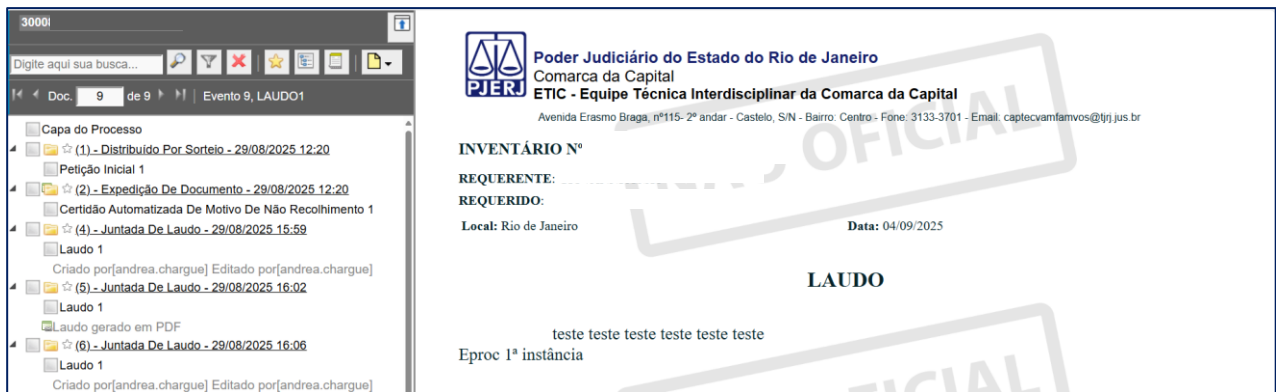 3000
Digite aqui sua busca...
Doc. 9 de 9 Evento 9, LAUDO1
Capa do Processo
(1) - Distribuído Por Sorteio - 29/08/2025 12:20
Petição Inicial 1
(2) - Expedição De Documento - 29/08/2025 12:20
Certidão Automatizada De Motivo De Não Recolhimento 1
(4) - Juntada De Laudo - 29/08/2025 15:59
Laudo 1
Criado por[andrea.chargue] Editado por[andrea.chargue]
(5) - Juntada De Laudo - 29/08/2025 16:02
Laudo 1
Laudo gerado em PDF
(6) - Juntada De Laudo - 29/08/2025 16:06
Laudo 1
Criado por[andrea.chargue] Editado por[andrea.chargue]
PJERJ
Poder Judiciário do Estado do Rio de Janeiro
Comarca da Capital
ETIC - Equipe Técnica Interdisciplinar da Comarca da Capital
Avenida Erasmo Braga, nº115- 2º andar - Castelo, S/N - Bairro: Centro - Fone: 3133-3701 - Email: captecvamfamvos@tjrj.jus.br
OFICIAL
INVENTÁRIO Nº
REQUERENTE:
REQUERIDO:
Local: Rio de Janeiro Data: 04/09/2025
LAUDO
teste teste teste teste teste teste
Eproc 1ª instância